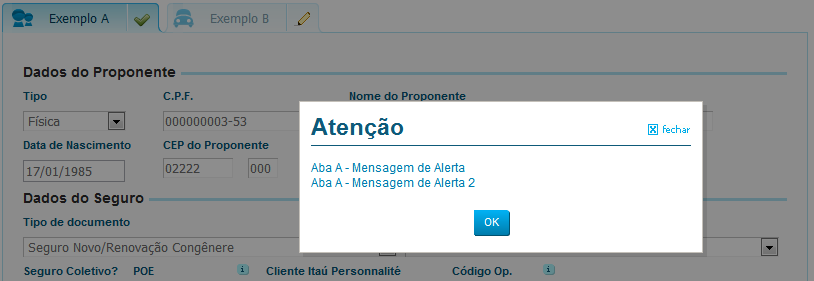 Exemplo A
Exemplo B
Dados do Proponente
Tipo
C.P.F.
Nome do Proponente
Física
000000003-53
Atenção
fechar
Data de Nascimento
CEP do Proponente
17/01/1985
02222
000
Aba A - Mensagem de Alerta
Aba A - Mensagem de Alerta 2
Dados do Seguro
Tipo de documento
OK
Seguro Novo/Renovação Congênere
Seguro Coletivo?
POE
Cliente Itaú Personnalité
Código Op.